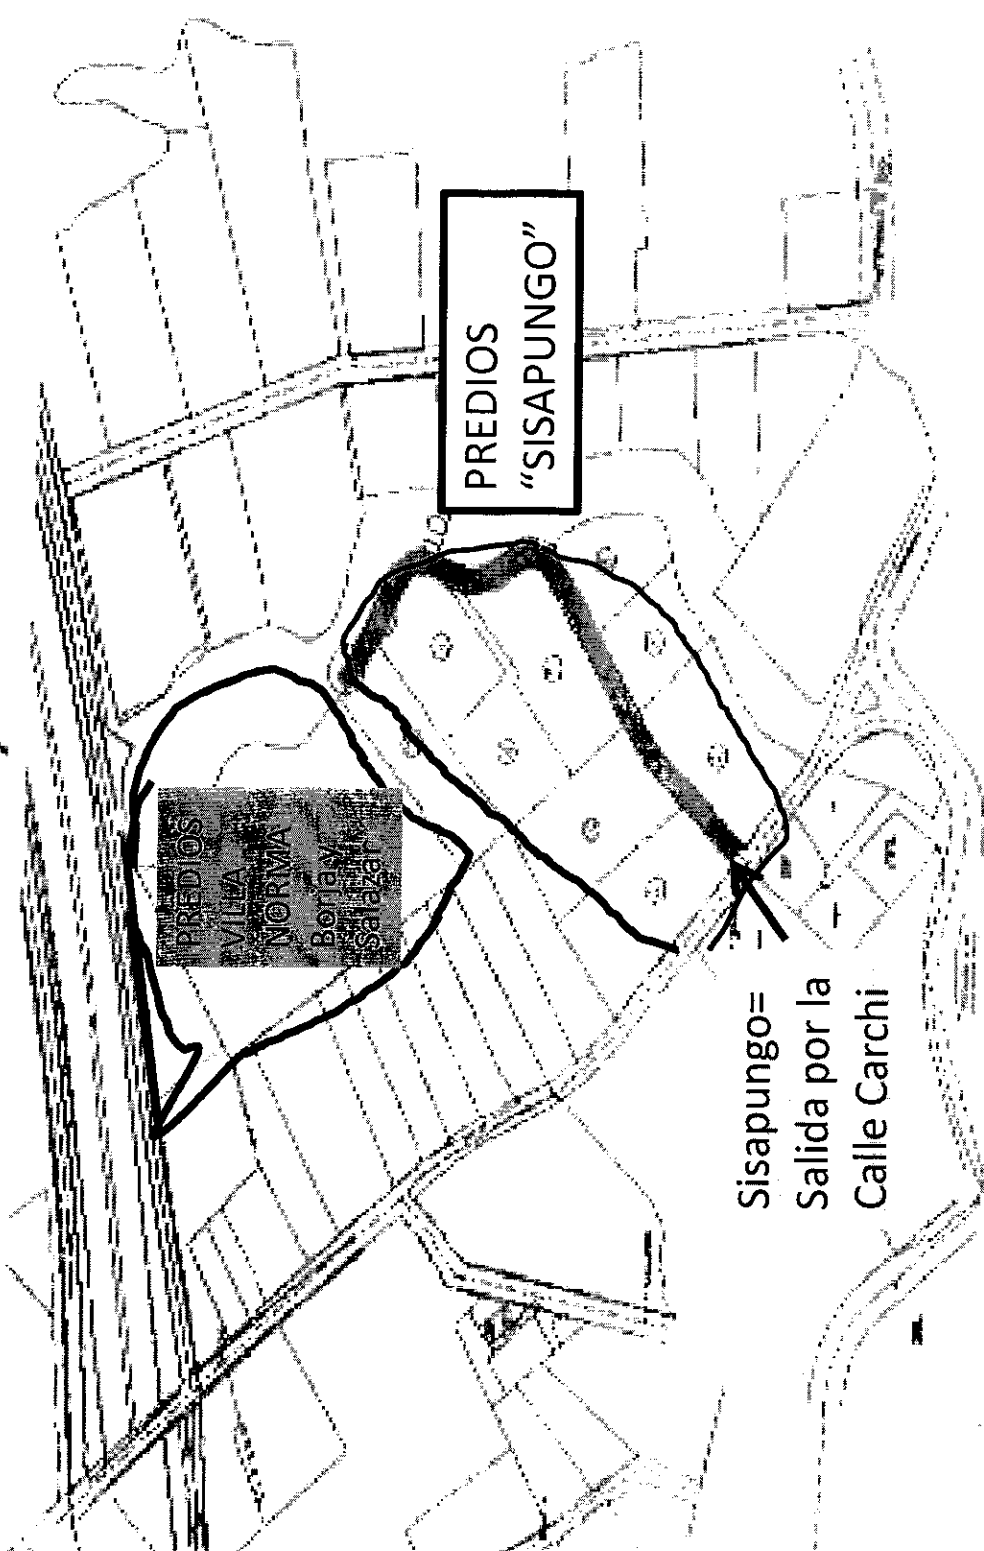 PREDIOS
VILLA
NORMA
Borja y
Salazar
PREDIOS
“SISAPUNGO”
Sisapungo=
Salida por la
Calle Carchi